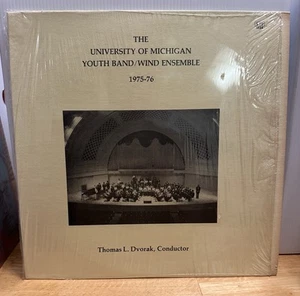 THE
UNIVERSITY OF MICHIGAN
YOUTH BAND/WIND ENSEMBLE
1975-76
Thomas L. Dvorak, Conductor